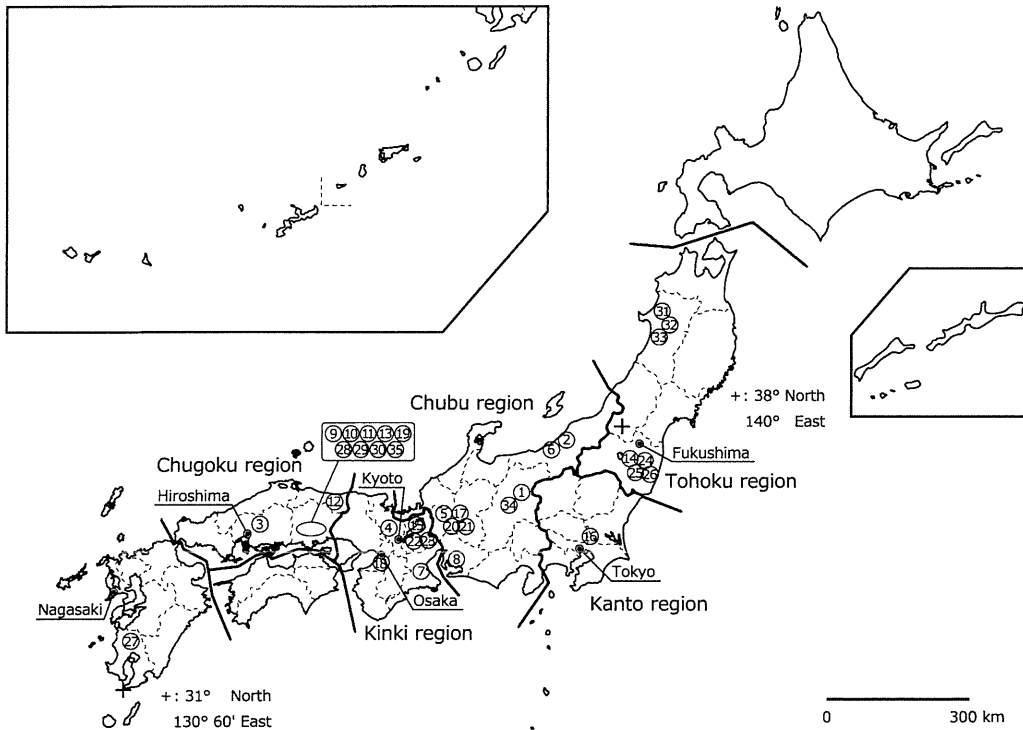 ㉛
㉜
㉝
+: 38° North
140° East
Chubu region
②
⑥
Fukushima
⑭ ㉔
㉕ ㉖
Tohoku region
⑨ ⑩ ⑪ ⑬ ⑲
㉘ ㉙ ㉚ ㉟
Chugoku region
Kyoto
⑫
Hiroshima
③
①
㉞
④
⑤ ⑰
⑳ ㉑
㉒ ㉓
⑯
⑧
⑱
⑦
Tokyo
Kanto region
Nagasaki
Osaka
Kinki region
㉗
+: 31° North
130° 60' East
0 300 km